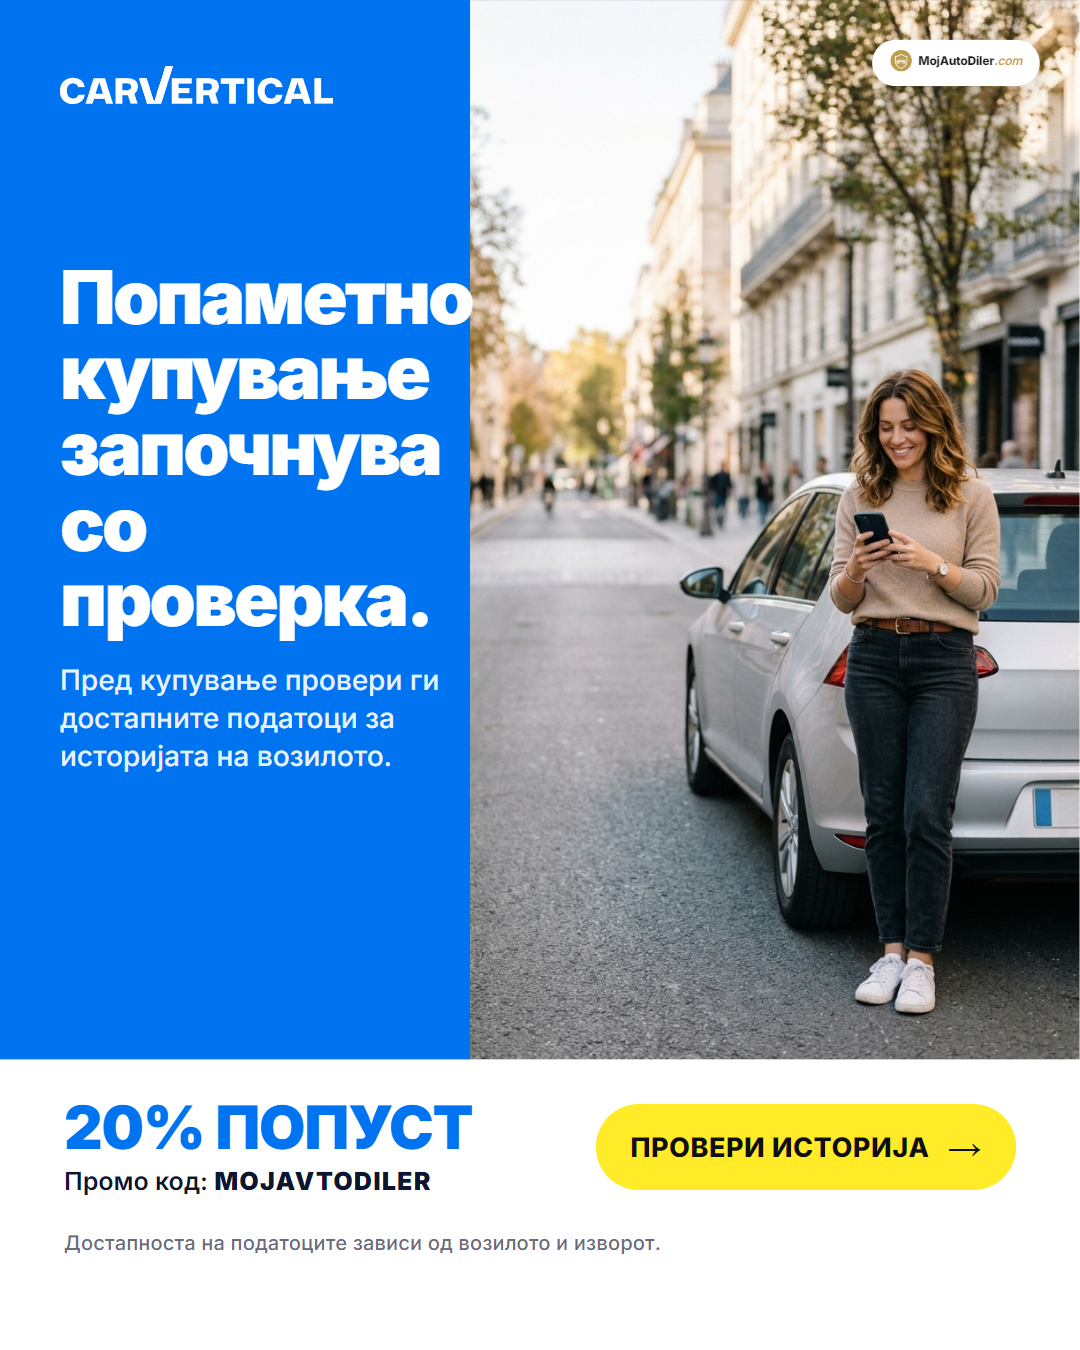 CARVERTICAL
MojAutoDiler.com
Попаметно
купување
започнува
со
проверка.
Пред купување провери ги
достапните податоци за
историјата на возилото.
20% ПОПУСТ
Промо код: MOJAVTODILER
ПРОВЕРИ ИСТОРИЈА →
Достапноста на податоците зависи од возилото и изворот.